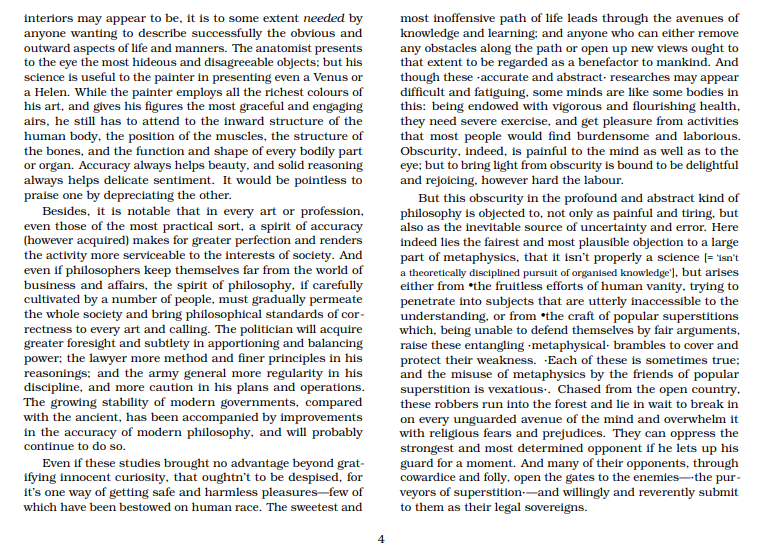 interiors may appear to be, it is to some extent needed by
anyone wanting to describe successfully the obvious and
outward aspects of life and manners. The anatomist presents
to the eye the most hideous and disagreeable objects; but his
science is useful to the painter in presenting even a Venus or
a Helen. While the painter employs all the richest colours of
his art, and gives his figures the most graceful and engaging
airs, he still has to attend to the inward structure of the
human body, the position of the muscles, the structure of
the bones, and the function and shape of every bodily part
or organ. Accuracy always helps beauty, and solid reasoning
always helps delicate sentiment. It would be pointless to
praise one by depreciating the other.
Besides, it is notable that in every art or profession,
even those of the most practical sort, a spirit of accuracy
(however acquired) makes for greater perfection and renders
the activity more serviceable to the interests of society. And
even if philosophers keep themselves far from the world of
business and affairs, the spirit of philosophy, if carefully
cultivated by a number of people, must gradually permeate
the whole society and bring philosophical standards of cor-
rectness to every art and calling. The politician will acquire
greater foresight and subtlety in apportioning and balancing
power; the lawyer more method and finer principles in his
reasonings; and the army general more regularity in his
discipline, and more caution in his plans and operations.
The growing stability of modern governments, compared
with the ancient, has been accompanied by improvements
in the accuracy of modern philosophy, and will probably
continue to do so.
Even if these studies brought no advantage beyond grat-
ifying innocent curiosity, that oughtn't to be despised, for
it's one way of getting safe and harmless pleasures—few of
which have been bestowed on human race. The sweetest and
most inoffensive path of life leads through the avenues of
knowledge and learning; and anyone who can either remove
any obstacles along the path or open up new views ought to
that extent to be regarded as a benefactor to mankind. And
though these ·accurate and abstract· researches may appear
difficult and fatiguing, some minds are like some bodies in
this: being endowed with vigorous and flourishing health,
they need severe exercise, and get pleasure from activities
that most people would find burdensome and laborious.
Obscurity, indeed, is painful to the mind as well as to the
eye; but to bring light from obscurity is bound to be delightful
and rejoicing, however hard the labour.
But this obscurity in the profound and abstract kind of
philosophy is objected to, not only as painful and tiring, but
also as the inevitable source of uncertainty and error. Here
indeed lies the fairest and most plausible objection to a large
part of metaphysics, that it isn't properly a science [= 'isn't
a theoretically disciplined pursuit of organised knowledge'], but arises
either from •the fruitless efforts of human vanity, trying to
penetrate into subjects that are utterly inaccessible to the
understanding, or from •the craft of popular superstitions
which, being unable to defend themselves by fair arguments,
raise these entangling ·metaphysical· brambles to cover and
protect their weakness. ·Each of these is sometimes true;
and the misuse of metaphysics by the friends of popular
superstition is vexatious·. Chased from the open country,
these robbers run into the forest and lie in wait to break in
on every unguarded avenue of the mind and overwhelm it
with religious fears and prejudices. They can oppress the
strongest and most determined opponent if he lets up his
guard for a moment. And many of their opponents, through
cowardice and folly, open the gates to the enemies—·the pur-
veyors of superstition·—and willingly and reverently submit
to them as their legal sovereigns.
4